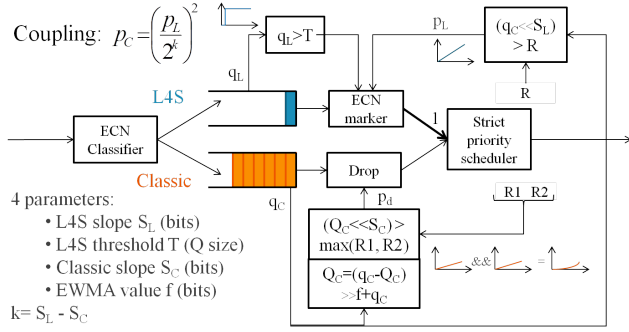 Coupling: p_C=(p_L/2^k)^2
q_L>T
p_L
(q_C<<S_L)
> R
q_L
R
L4S
ECN
marker
1
ECN
Classifier
Strict
priority
scheduler
Classic
Drop
q_C
p_d
R1 R2
4 parameters:
• L4S slope S_L (bits)
• L4S threshold T (Q size)
• Classic slope S_C (bits)
• EWMA value f (bits)
k= S_L - S_C
(Q_C<<S_C)>
max(R1, R2)
&& =
Q_C=(q_C-Q_C)
>>f+q_C